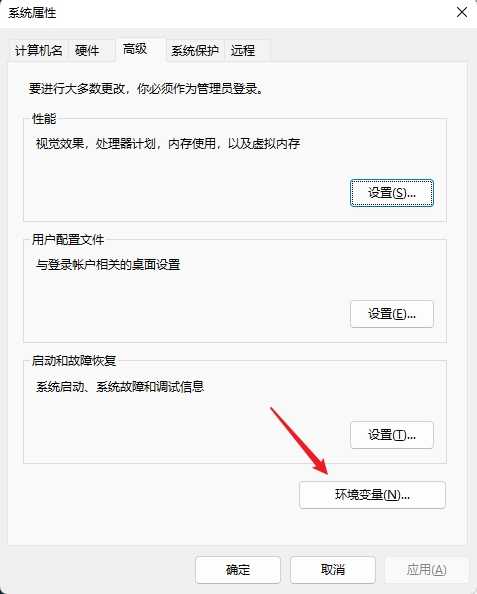 系统属性
计算机名 硬件 高级 系统保护 远程
要进行大多数更改，你必须作为管理员登录。
性能
视觉效果，处理器计划，内存使用，以及虚拟内存
设置(S)...
用户配置文件
与登录帐户相关的桌面设置
设置(E)...
启动和故障恢复
系统启动、系统故障和调试信息
设置(T)...
环境变量(N)...
确定 取消 应用(A)